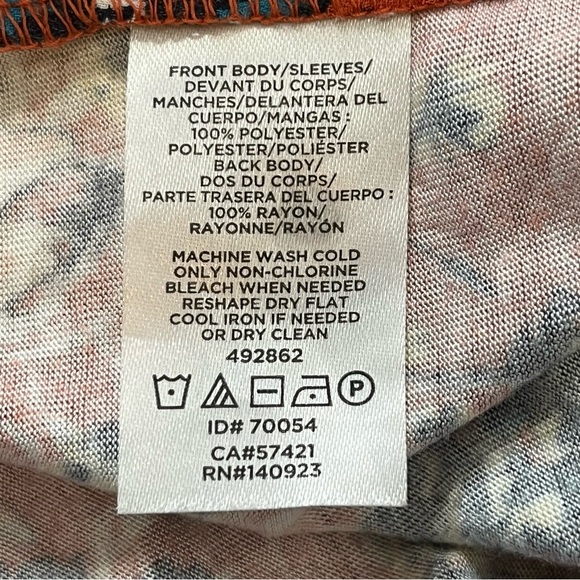 FRONT BODY/SLEEVES/
DEVANT DU CORPS/
MANCHES/DELANTERA DEL
CUERPO/MANGAS :
100% POLYESTER/
POLYESTER/POLIÉSTER
BACK BODY/
DOS DU CORPS/
PARTE TRASERA DEL CUERPO :
100% RAYON/
RAYONNE/RAYÓN
MACHINE WASH COLD
ONLY NON-CHLORINE
BLEACH WHEN NEEDED
RESHAPE DRY FLAT
COOL IRON IF NEEDED
OR DRY CLEAN
492862
P
ID# 70054
CA#57421
RN#140923